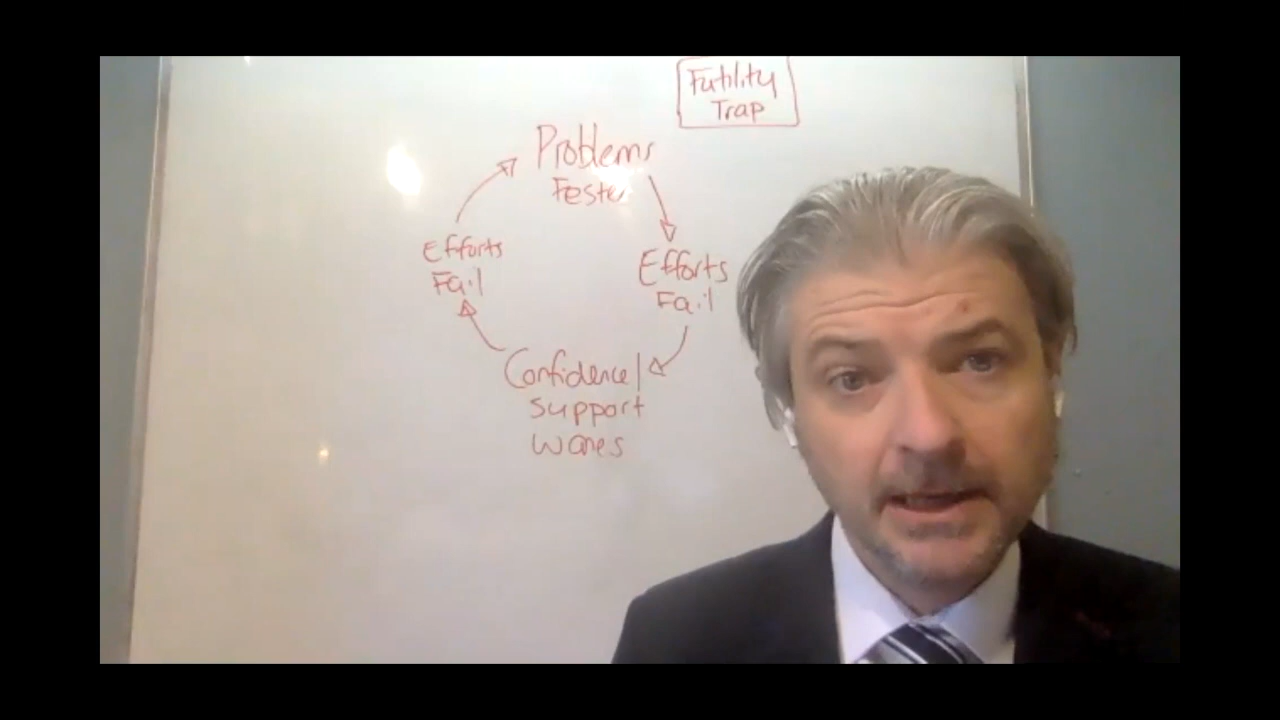 Futility
Trap
Problems
Fester
Efforts
Fail
Confidence/
Support
Wanes
Efforts
Fail